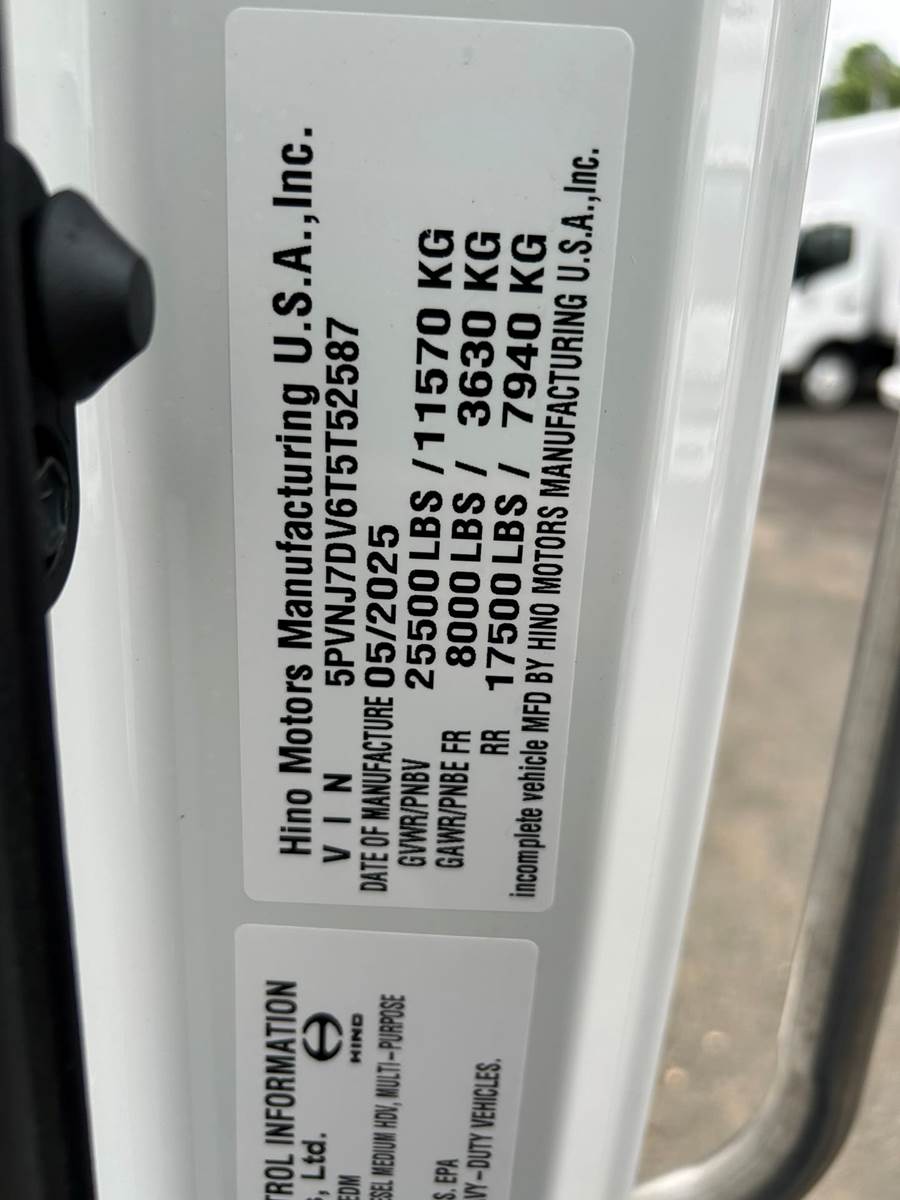 Hino Motors Manufacturing U.S.A.,Inc.
V I N 5PVNJ7DV6T5T52587
DATE OF MANUFACTURE 05/2025
GVWR/PNBV 25500 LBS / 11570 KG
GAWR/PNBE FR 8000 LBS / 3630 KG
RR 17500 LBS / 7940 KG
incomplete vehicle MFD BY HINO MOTORS MANUFACTURING U.S.A.,Inc.
TROL INFORMATION
, Ltd.
HINO
EDM
ESEL MEDIUM HDV, MULTI-PURPOSE
S. EPA
VY-DUTY VEHICLES.